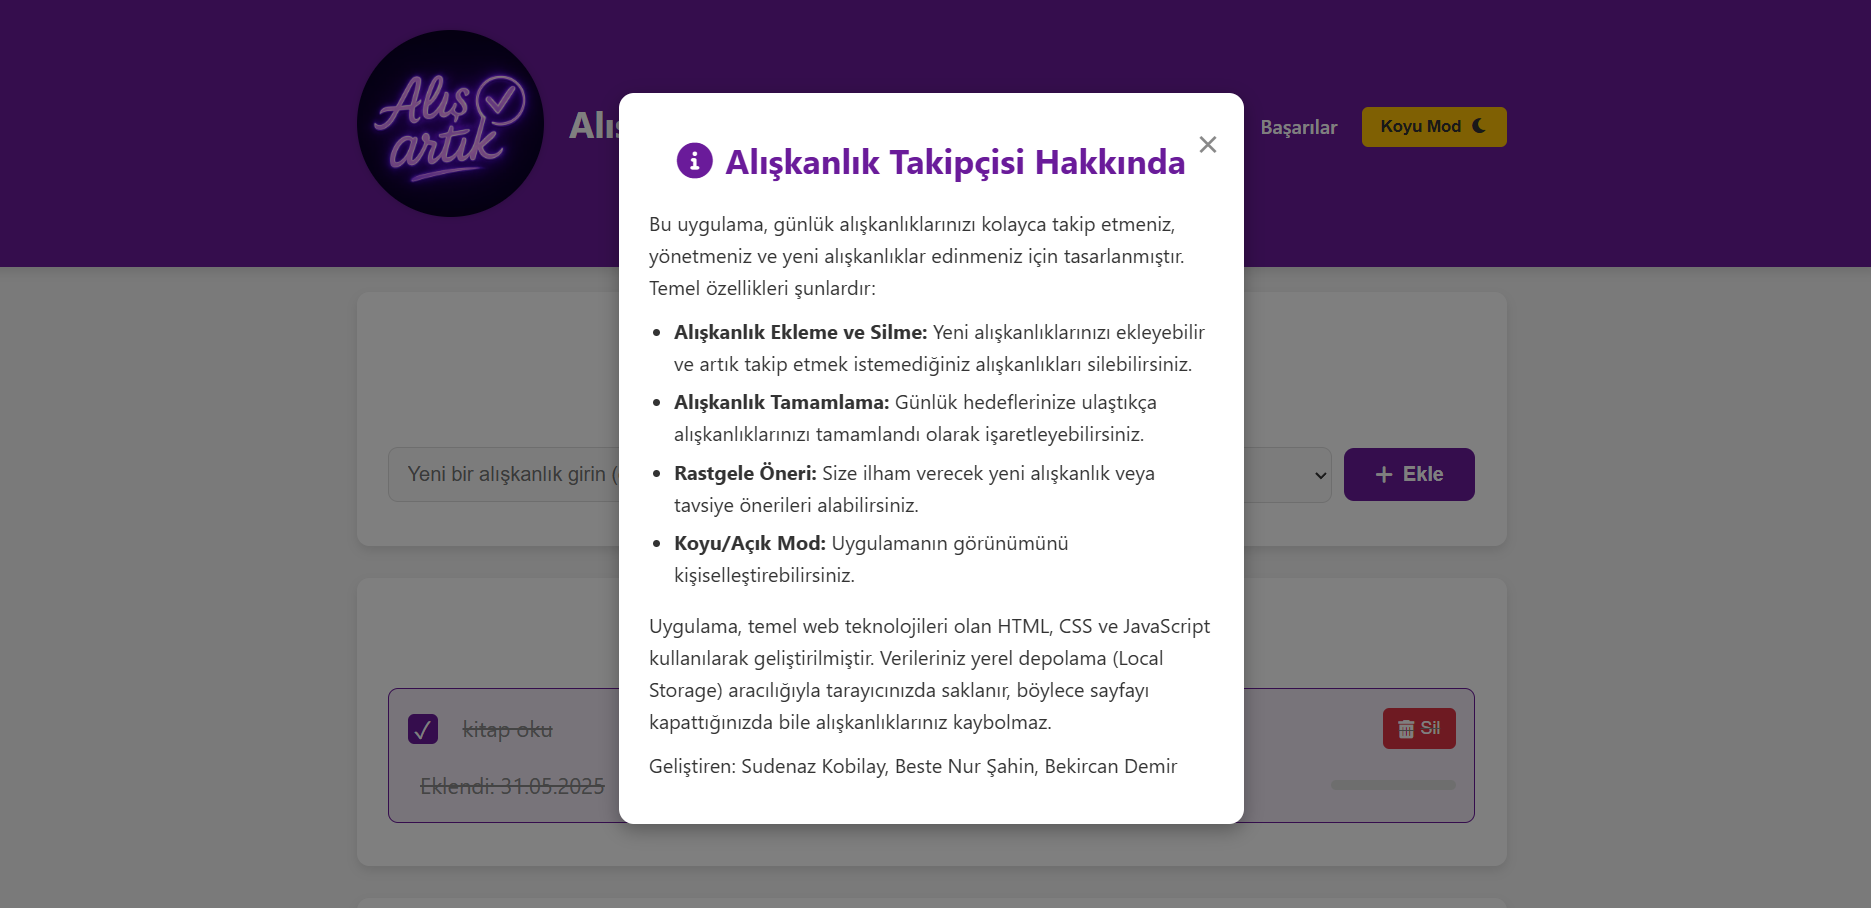 Alış
artık
Alış
Başarılar
Koyu Mod
Alışkanlık Takipçisi Hakkında
Bu uygulama, günlük alışkanlıklarınızı kolayca takip etmeniz,
yönetmeniz ve yeni alışkanlıklar edinmeniz için tasarlanmıştır.
Temel özellikleri şunlardır:
• Alışkanlık Ekleme ve Silme: Yeni alışkanlıklarınızı ekleyebilir
ve artık takip etmek istemediğiniz alışkanlıkları silebilirsiniz.
• Alışkanlık Tamamlama: Günlük hedeflerinize ulaştıkça
alışkanlıklarınızı tamamlandı olarak işaretleyebilirsiniz.
• Rastgele Öneri: Size ilham verecek yeni alışkanlık veya
tavsiye önerileri alabilirsiniz.
• Koyu/Açık Mod: Uygulamanın görünümünü
kişiselleştirebilirsiniz.
Uygulama, temel web teknolojileri olan HTML, CSS ve JavaScript
kullanılarak geliştirilmiştir. Verileriniz yerel depolama (Local
Storage) aracılığıyla tarayıcınızda saklanır, böylece sayfayı
kapattığınızda bile alışkanlıklarınız kaybolmaz.
Geliştiren: Sudenaz Kobilay, Beste Nur Şahin, Bekircan Demir
Yeni bir alışkanlık girin (
Ekle
kitap oku
Sil
Eklendi: 31.05.2025